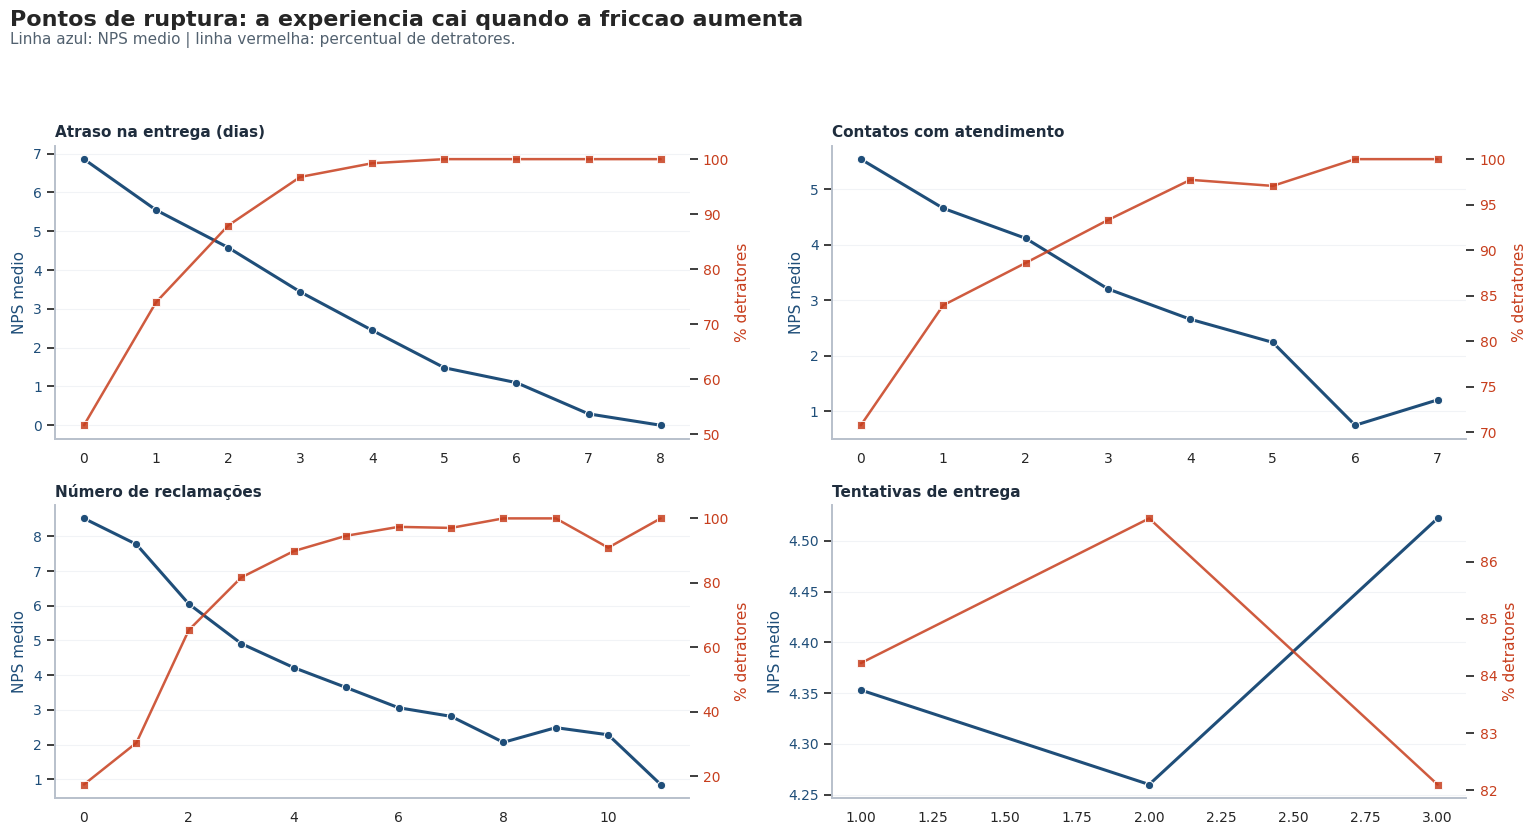 Pontos de ruptura: a experiencia cai quando a friccao aumenta
Linha azul: NPS medio | linha vermelha: percentual de detratores.
Atraso na entrega (dias)
7
6
5
4
3
2
1
0
NPS medio
100
90
80
70
60
50
% detratores
0 1 2 3 4 5 6 7 8
Contatos com atendimento
5
4
3
2
1
NPS medio
100
95
90
85
80
75
70
% detratores
0 1 2 3 4 5 6 7
Número de reclamações
8
7
6
5
4
3
2
1
NPS medio
100
80
60
40
20
% detratores
0 2 4 6 8 10
Tentativas de entrega
4.50
4.45
4.40
4.35
4.30
4.25
NPS medio
86
85
84
83
82
% detratores
1.00 1.25 1.50 1.75 2.00 2.25 2.50 2.75 3.00